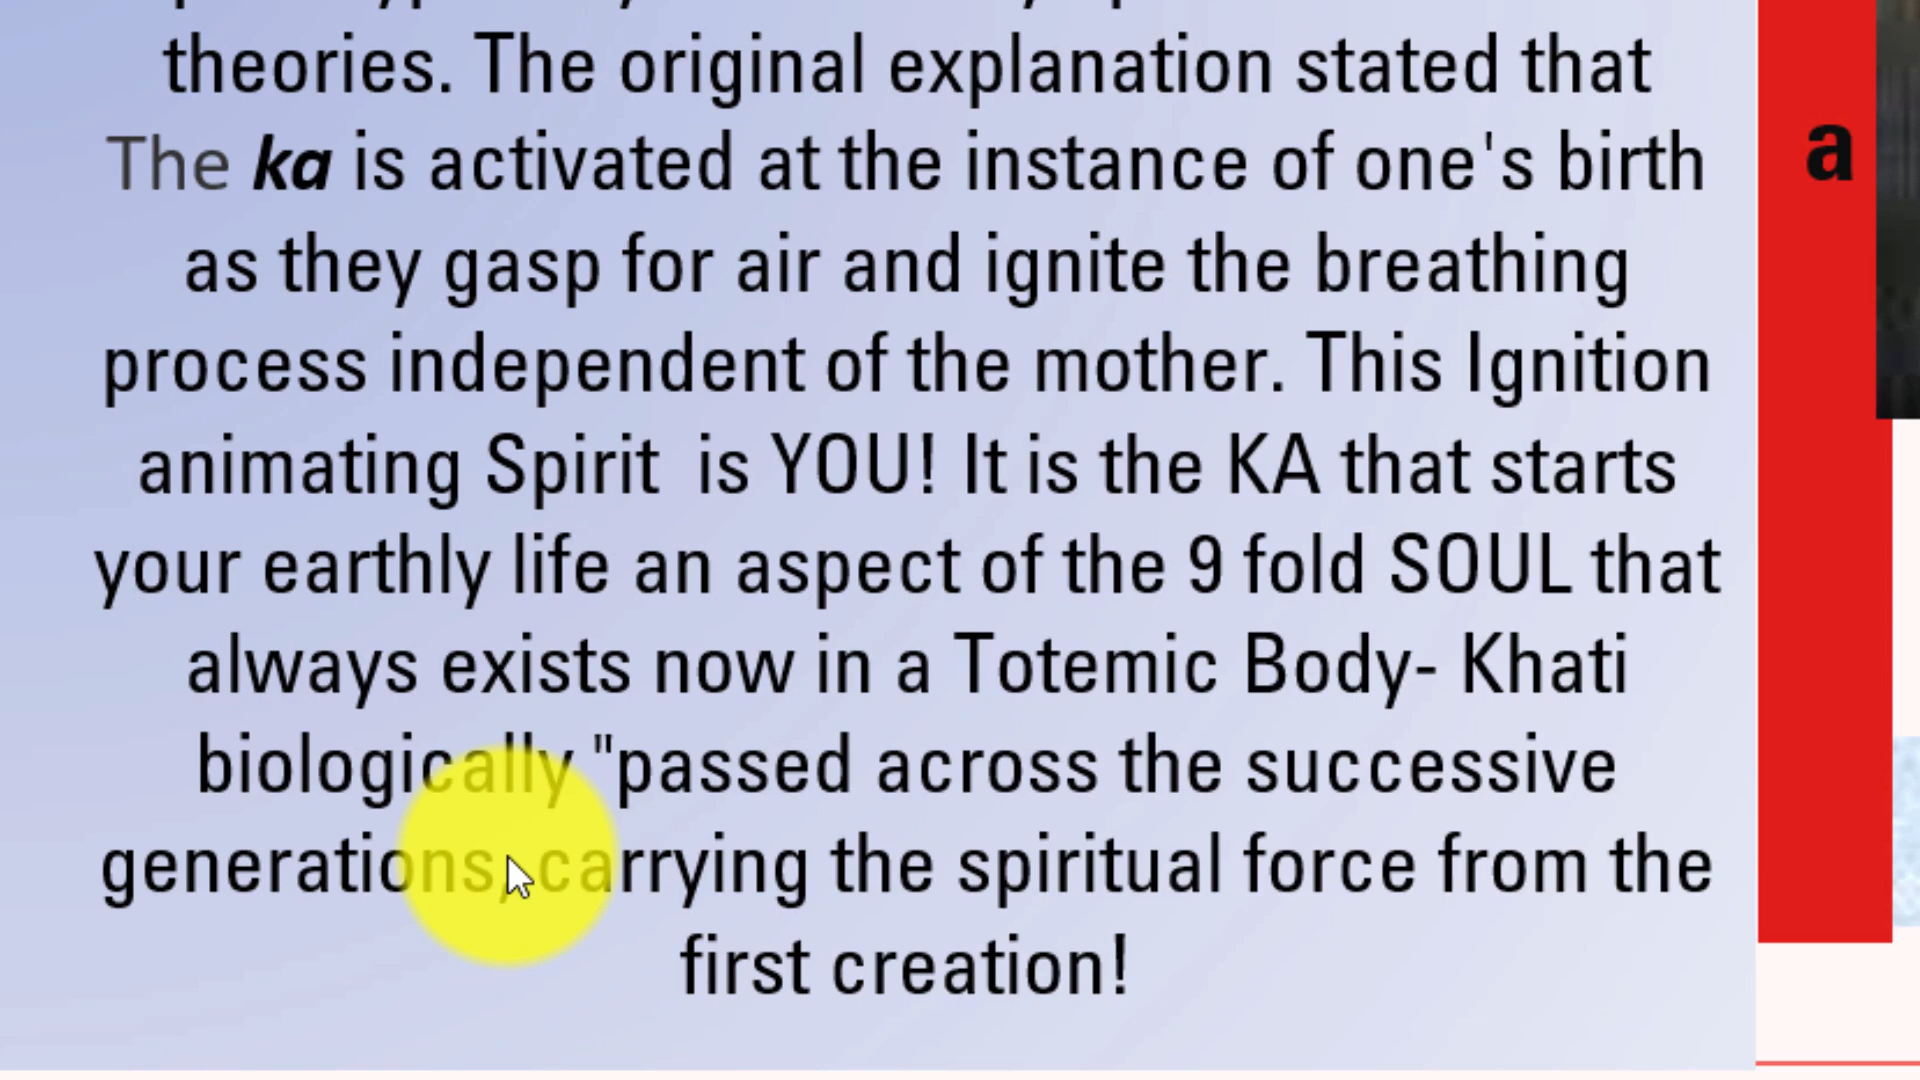 theories. The original explanation stated that
The ka is activated at the instance of one's birth
as they gasp for air and ignite the breathing
process independent of the mother. This Ignition
animating Spirit  is YOU! It is the KA that starts
your earthly life an aspect of the 9 fold SOUL that
always exists now in a Totemic Body- Khati
biologically "passed across the successive
generations, carrying the spiritual force from the
first creation!
a